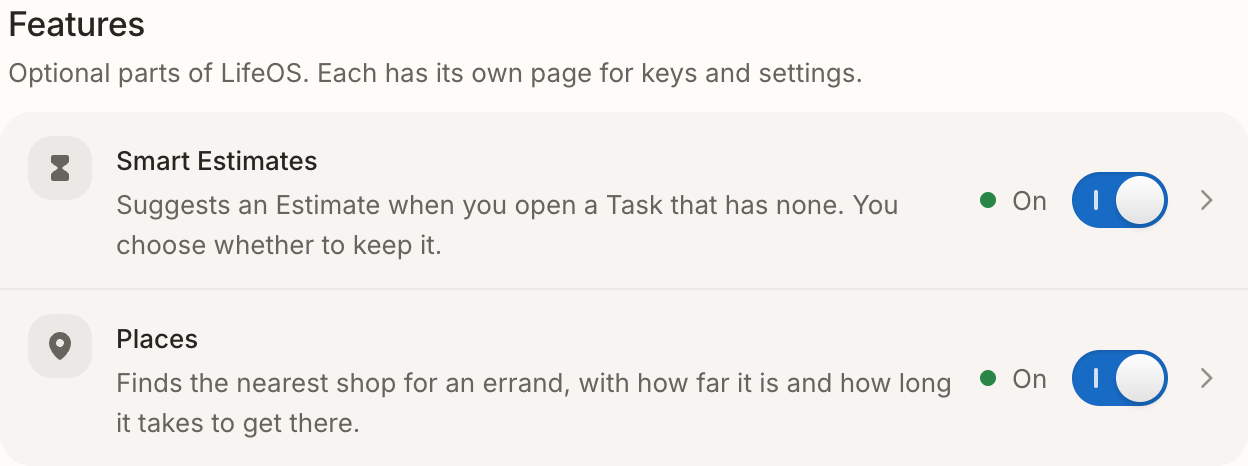 Features
Optional parts of LifeOS. Each has its own page for keys and settings.
Smart Estimates
Suggests an Estimate when you open a Task that has none. You
choose whether to keep it.
On
Places
Finds the nearest shop for an errand, with how far it is and how long
it takes to get there.
On